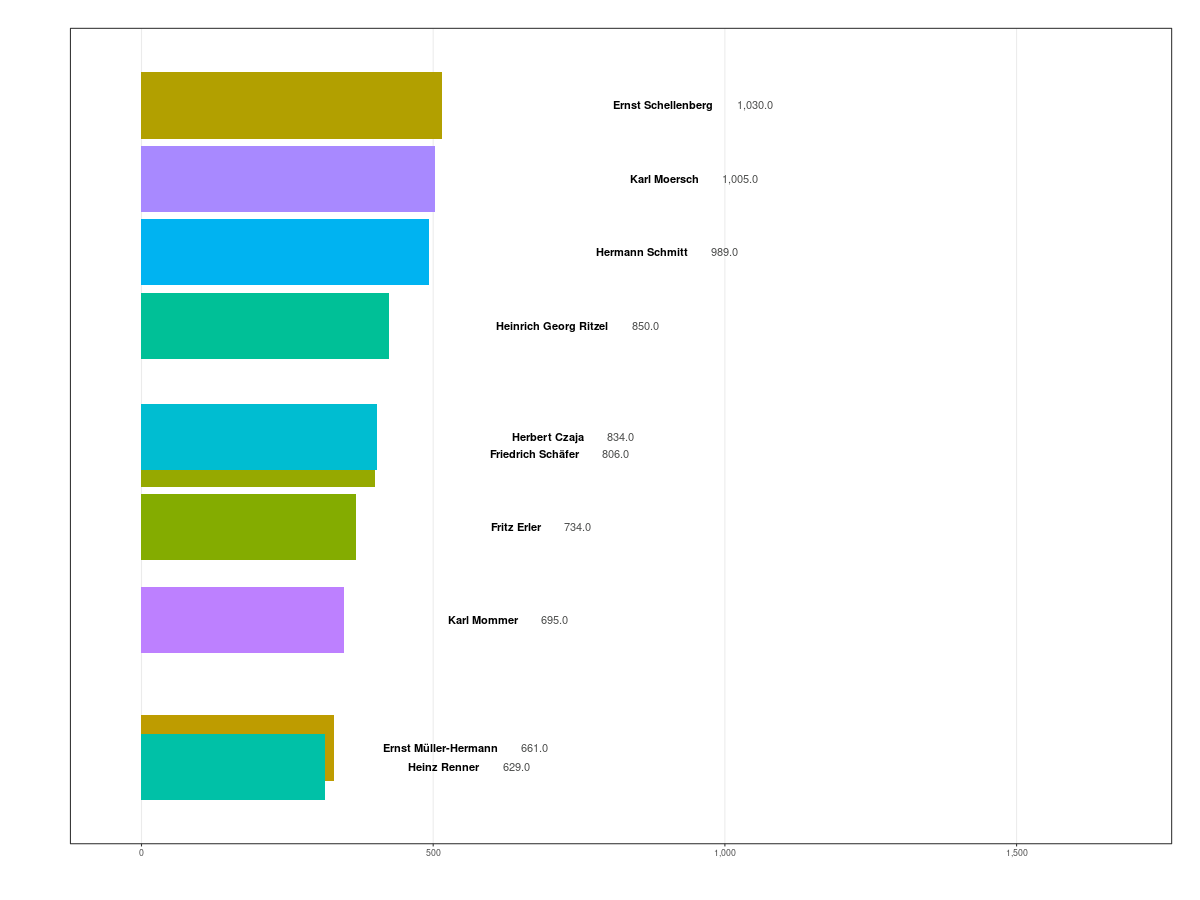 Ernst Schellenberg 1,030.0
Karl Moersch 1,005.0
Hermann Schmitt 989.0
Heinrich Georg Ritzel 850.0
Herbert Czaja 834.0
Friedrich Schäfer 806.0
Fritz Erler 734.0
Karl Mommer 695.0
Ernst Müller-Hermann 661.0
Heinz Renner 629.0
0 500 1,000 1,500